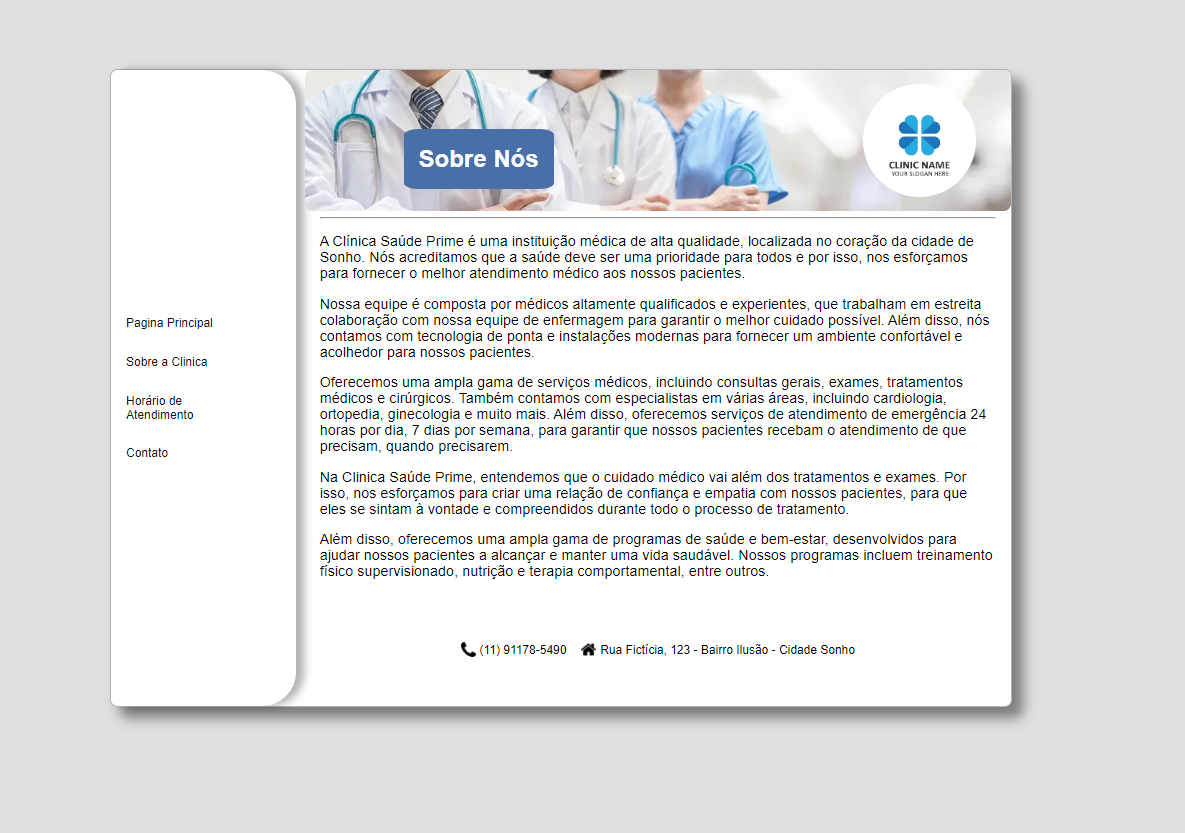 Sobre Nós
CLINIC NAME
YOUR SLOGAN HERE
Pagina Principal
Sobre a Clinica
Horário de
Atendimento
Contato
A Clínica Saúde Prime é uma instituição médica de alta qualidade, localizada no coração da cidade de
Sonho. Nós acreditamos que a saúde deve ser uma prioridade para todos e por isso, nos esforçamos
para fornecer o melhor atendimento médico aos nossos pacientes.
Nossa equipe é composta por médicos altamente qualificados e experientes, que trabalham em estreita
colaboração com nossa equipe de enfermagem para garantir o melhor cuidado possível. Além disso, nós
contamos com tecnologia de ponta e instalações modernas para fornecer um ambiente confortável e
acolhedor para nossos pacientes.
Oferecemos uma ampla gama de serviços médicos, incluindo consultas gerais, exames, tratamentos
médicos e cirúrgicos. Também contamos com especialistas em várias áreas, incluindo cardiologia,
ortopedia, ginecologia e muito mais. Além disso, oferecemos serviços de atendimento de emergência 24
horas por dia, 7 dias por semana, para garantir que nossos pacientes recebam o atendimento de que
precisam, quando precisarem.
Na Clinica Saúde Prime, entendemos que o cuidado médico vai além dos tratamentos e exames. Por
isso, nos esforçamos para criar uma relação de confiança e empatia com nossos pacientes, para que
eles se sintam à vontade e compreendidos durante todo o processo de tratamento.
Além disso, oferecemos uma ampla gama de programas de saúde e bem-estar, desenvolvidos para
ajudar nossos pacientes a alcançar e manter uma vida saudável. Nossos programas incluem treinamento
físico supervisionado, nutrição e terapia comportamental, entre outros.
(11) 91178-5490 Rua Fictícia, 123 - Bairro Ilusão - Cidade Sonho